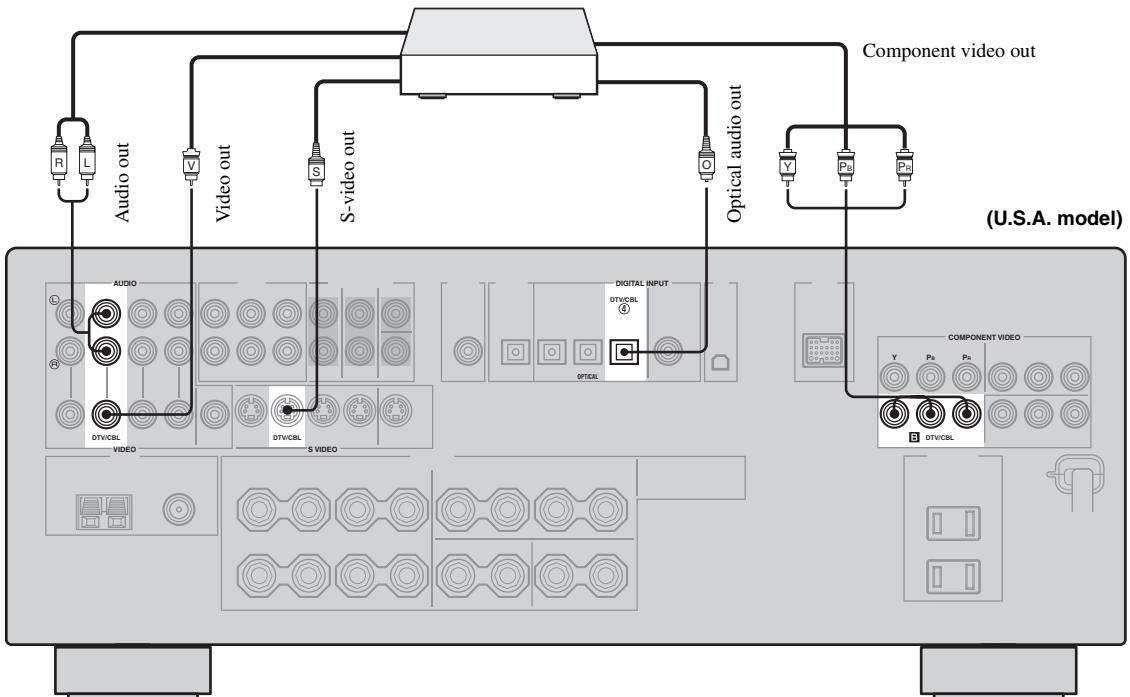 Component video out
R
L
Audio out
V
Video out
S
S-video out
O
Optical audio out
Y
PB
PR
(U.S.A. model)
AUDIO
L
R
DTV/CBL
VIDEO
DTV/CBL
S VIDEO
DIGITAL INPUT
DTV/CBL
④
OPTICAL
COMPONENT VIDEO
Y PB PR
B DTV/CBL